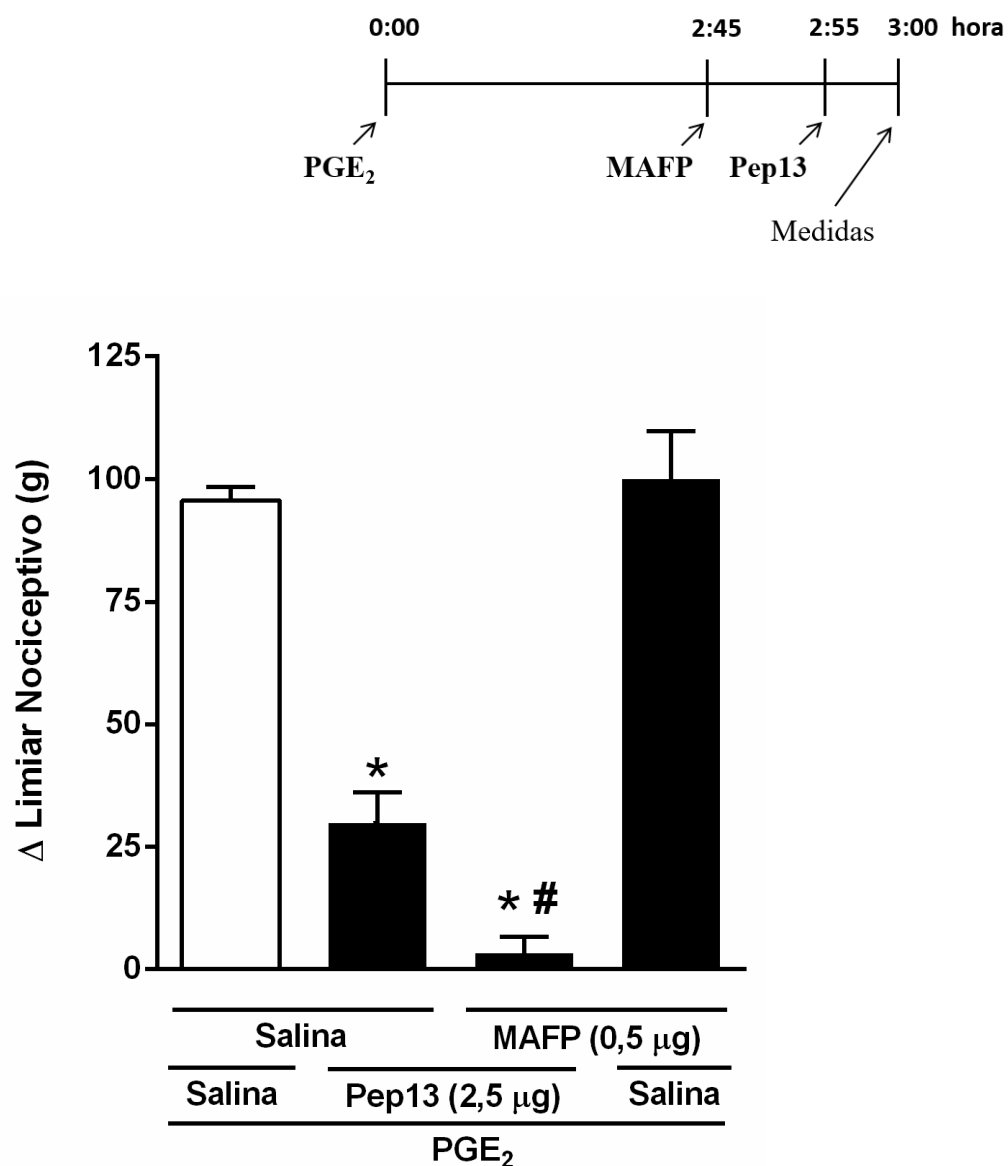 0:00 2:45 2:55 3:00 hora
PGE₂ MAFP Pep13
Medidas
125
100
75
50
25
0
Δ Limiar Nociceptivo (g)
*
* #
Salina MAFP (0,5 μg)
Salina Pep13 (2,5 μg) Salina
PGE₂